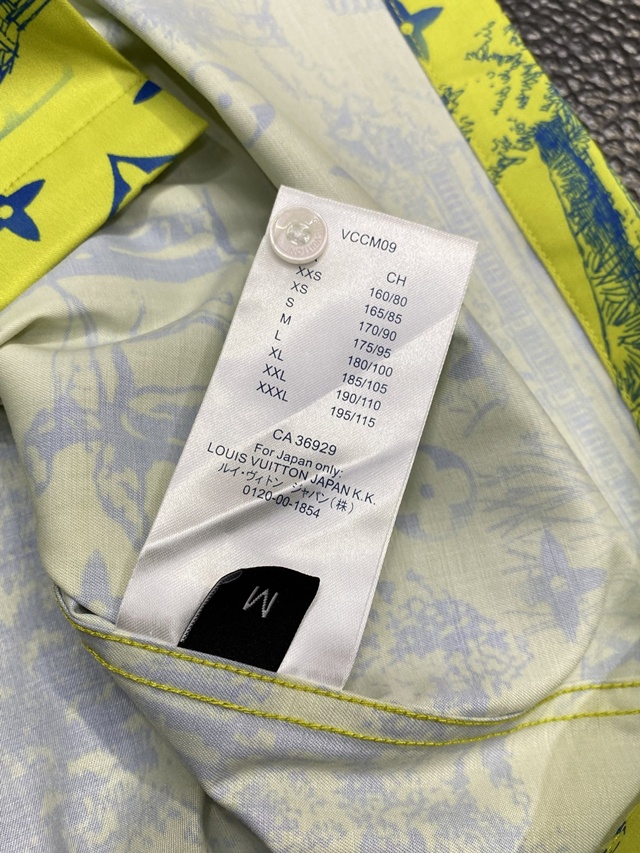 VCCM09
CH
XXS 160/80
XS 165/85
S 170/90
M 175/95
L 180/100
XL 185/105
XXL 190/110
XXXL 195/115
CA 36929
For Japan only:
LOUIS VUITTON JAPAN K.K.
ルイ・ヴィトン ジャパン(株)
0120-00-1854
M